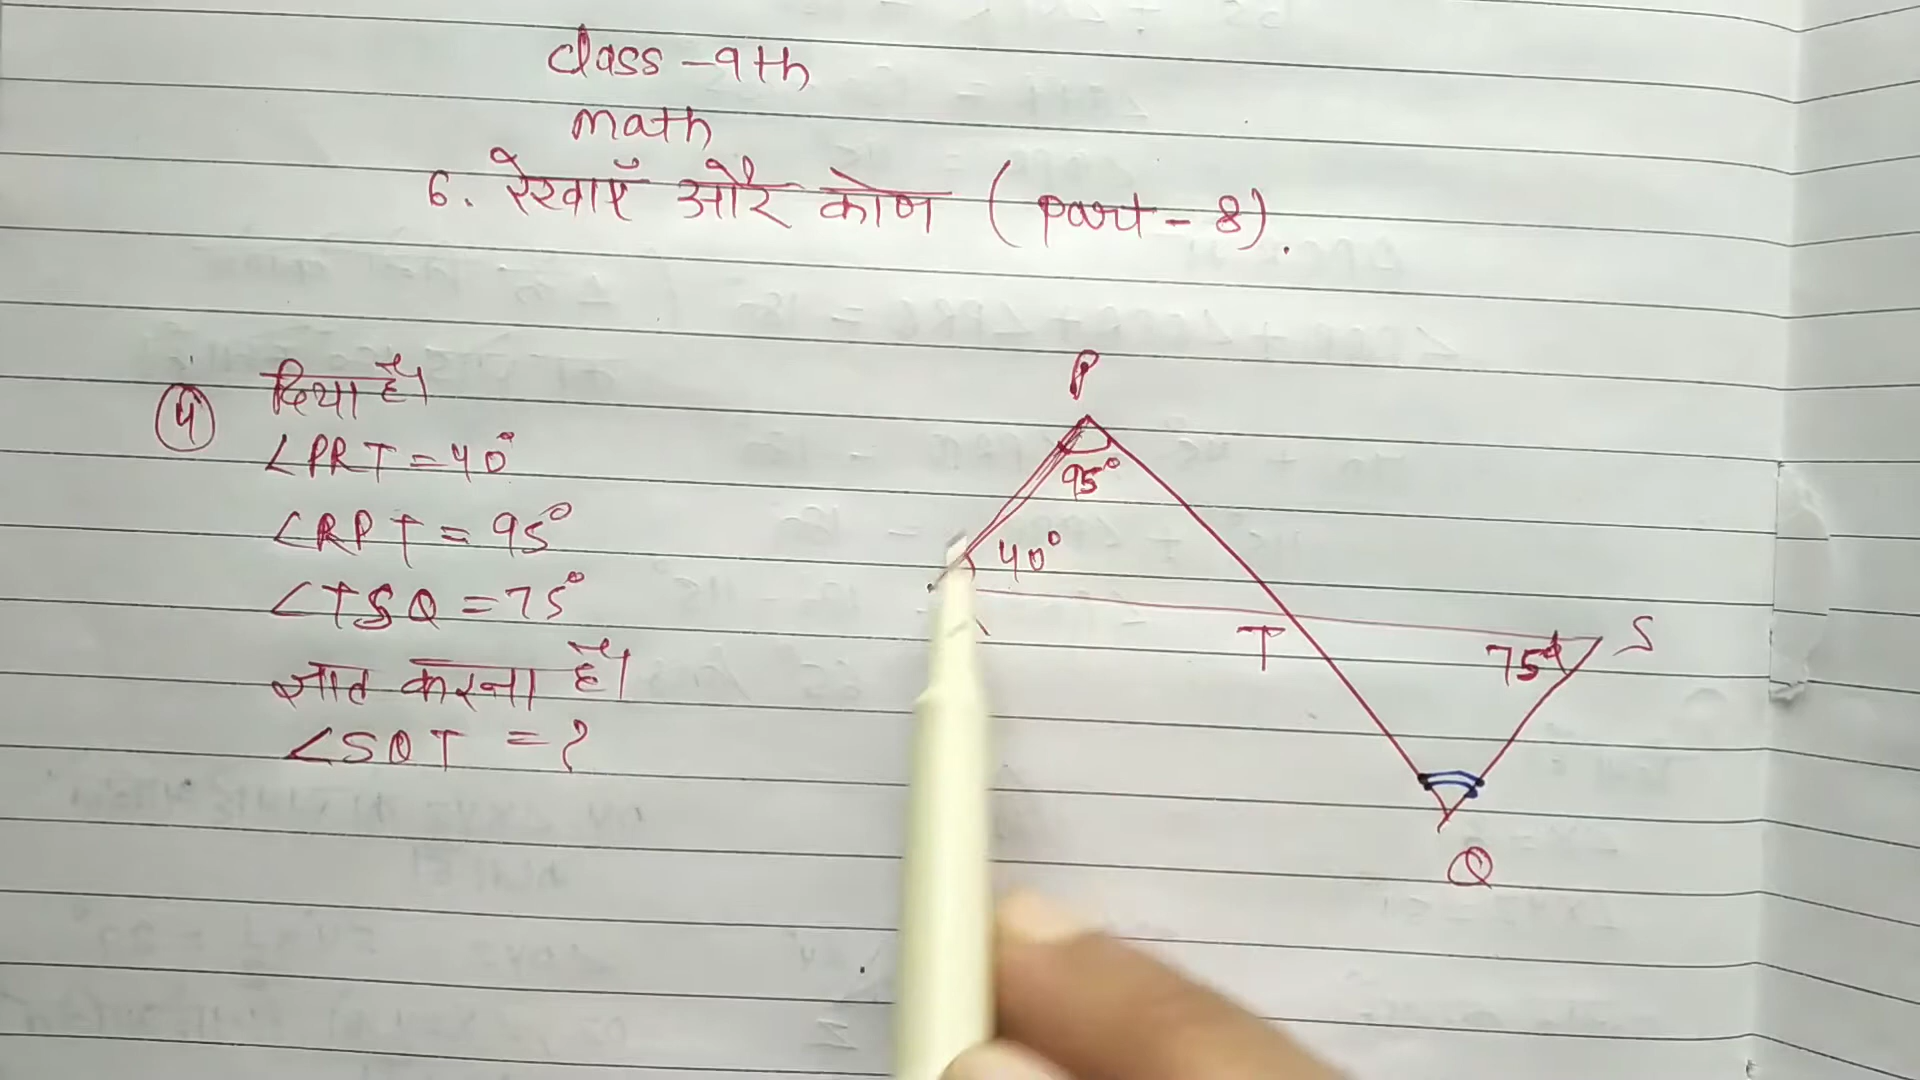 class - 9th
math
6. रेखाएँ और कोण (part - 8).
④ दिया है।
∠PRT = 40°
∠RPT = 95°
∠TSQ = 75°
ज्ञात करना है।
∠SQT = ?
P
95°
40°
T
75°
S
Q